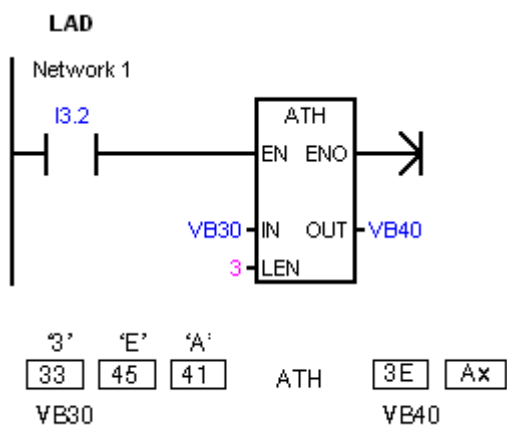 LAD
Network 1
I3.2
ATH
EN ENO
VB30 IN OUT VB40
3 LEN
'3' 'E' 'A'
33 45 41 ATH 3E Ax
VB30 VB40